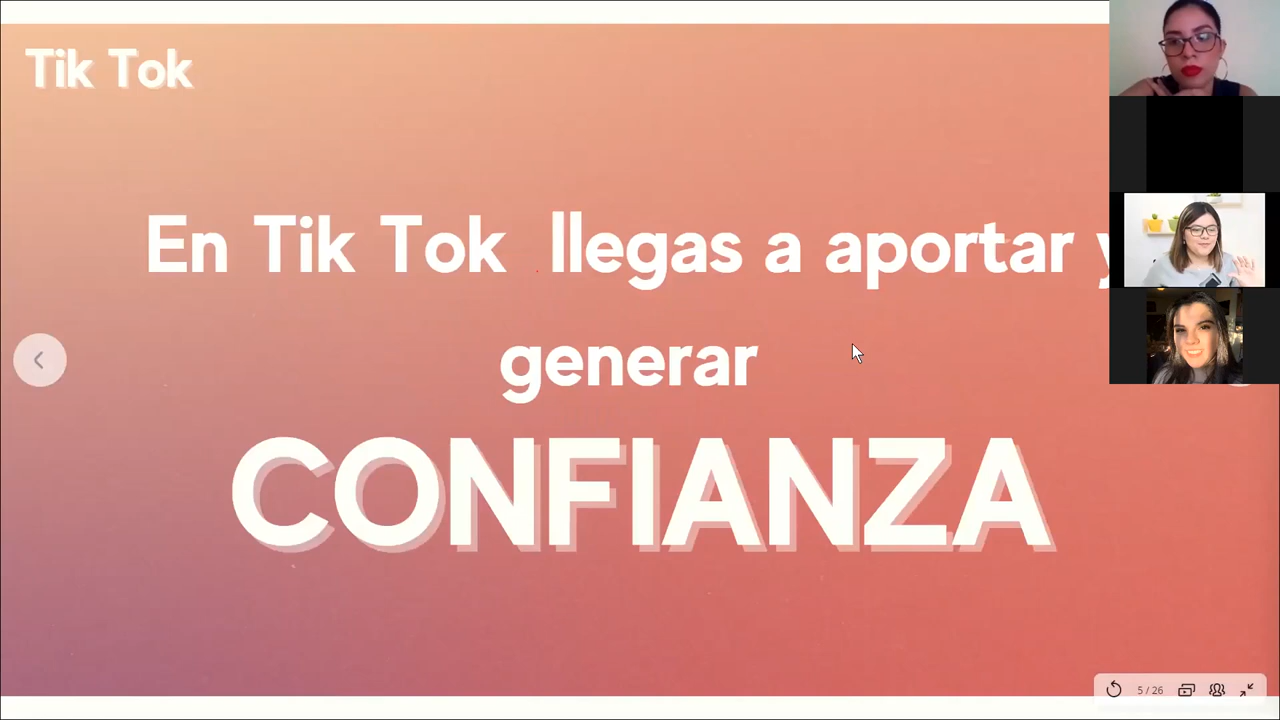 Tik Tok
En Tik Tok llegas a aportar y
generar
CONFIANZA
5 / 26